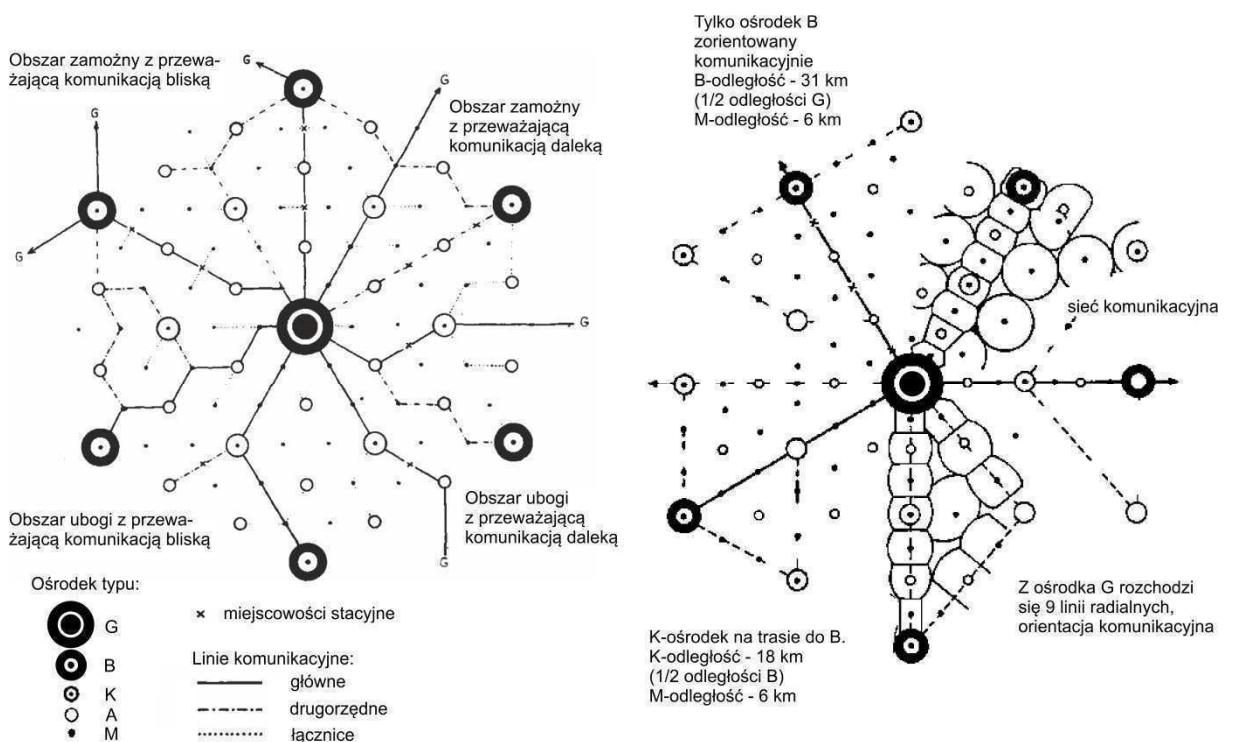 Obszar zamożny z przewa-
żającą komunikacją bliską
G
G
Obszar zamożny
z przeważającą
komunikacją daleką
G
G
G
Obszar ubogi z przewa-
żającą komunikacją bliską
Obszar ubogi
z przeważającą
komunikacją daleką
G
Ośrodek typu:
G
B
K
A
M
miejscowości stacyjne
Linie komunikacyjne:
główne
drugorzędne
łącznice
Tylko ośrodek B
zorientowany
komunikacyjnie
B-odległość - 31 km
(1/2 odległości G)
M-odległość - 6 km
sieć komunikacyjna
Z ośrodka G rozchodzi
się 9 linii radialnych,
orientacja komunikacyjna
K-ośrodek na trasie do B.
K-odległość - 18 km
(1/2 odległości B)
M-odległość - 6 km